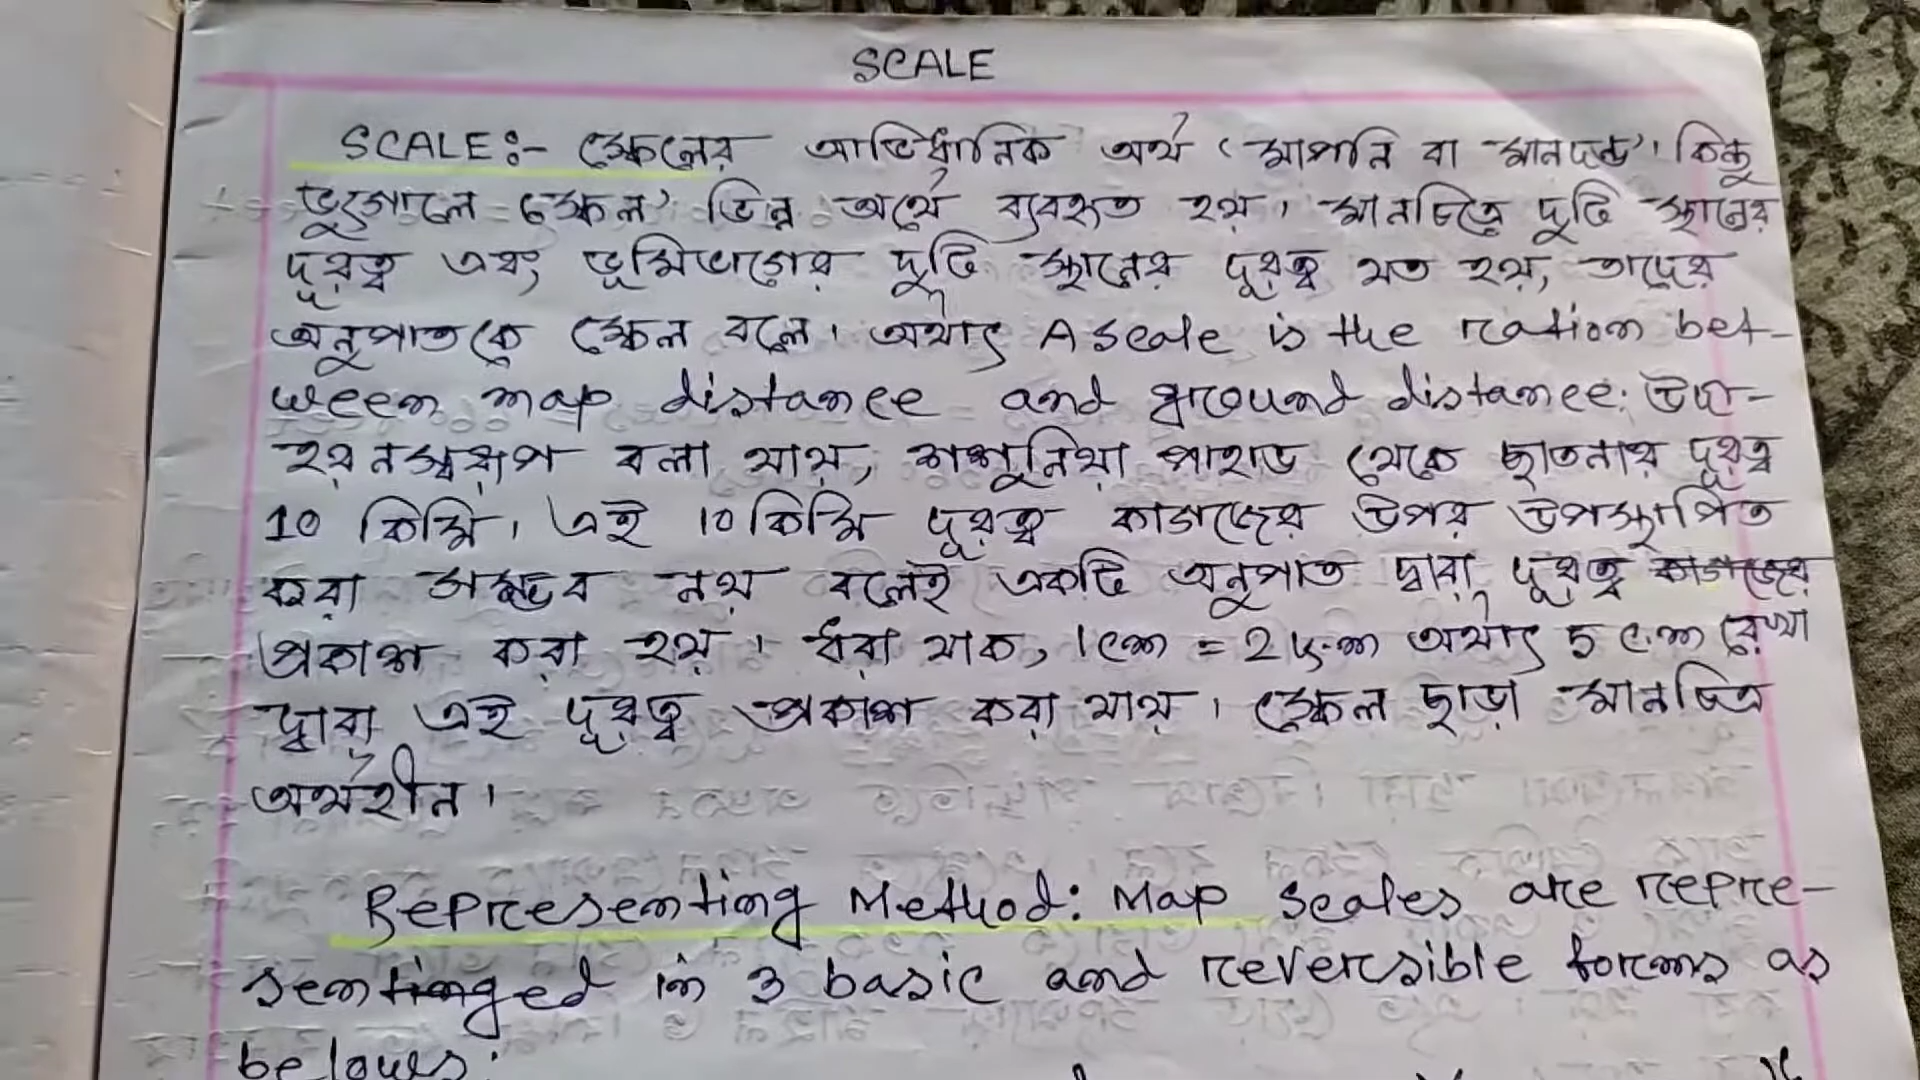 SCALE
SCALE:- স্কেলের আভিধানিক অর্থ 'মাপনি বা মানদন্ড'। কিন্তু
ভূগোলে 'স্কেল' ভিন্ন অর্থে ব্যবহৃত হয়। মানচিত্রে দুটি স্থানের
দূরত্ব এবং ভূমিভাগের দুটি স্থানের দূরত্ব যত হয়, তাদের
অনুপাতকে স্কেল বলে। অর্থাৎ A scale is the ration bet-
ween map distance and ground distance. উদা-
হরনস্বরূপ বলা যায়, শুশুনিয়া পাহাড় থেকে ছাতনার দূরত্ব
10 কিমি। এই 10 কিমি দূরত্ব কাগজের উপর উপস্থাপিত
করা সম্ভব নয় বলেই একটি অনুপাত দ্বারা দূরত্ব কাগজের
প্রকাশ করা হয়। ধরা যাক, 1cm = 2 k.m অর্থাৎ 5 c.m রেখা
দ্বারা এই দূরত্ব প্রকাশ করা যায়। স্কেল ছাড়া মানচিত্র
অর্থহীন।
Representing Method: Map scales are repre-
sentinged in 3 basic and reversible forms as
belows: